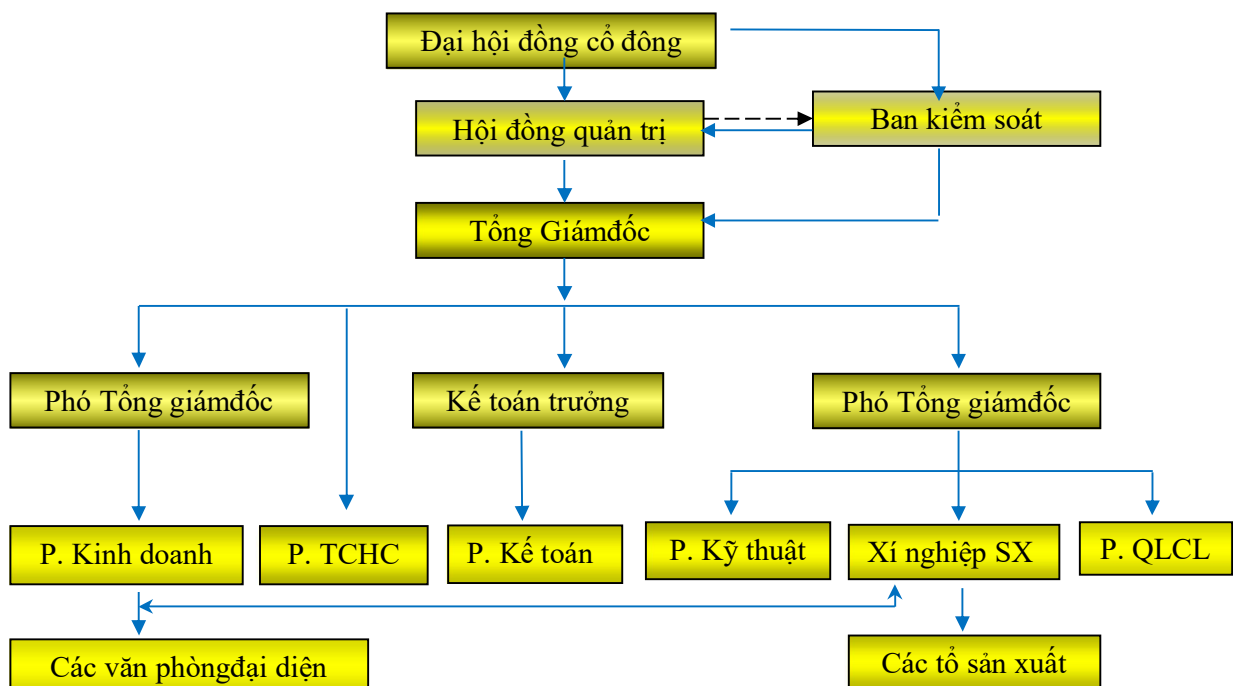 Đại hội đồng cổ đông
Hội đồng quản trị
Ban kiểm soát
Tổng Giámđốc
Phó Tổng giámđốc
Kế toán trưởng
Phó Tổng giámđốc
P. Kinh doanh
P. TCHC
P. Kế toán
P. Kỹ thuật
Xí nghiệp SX
P. QLCL
Các văn phòngđại diện
Các tổ sản xuất